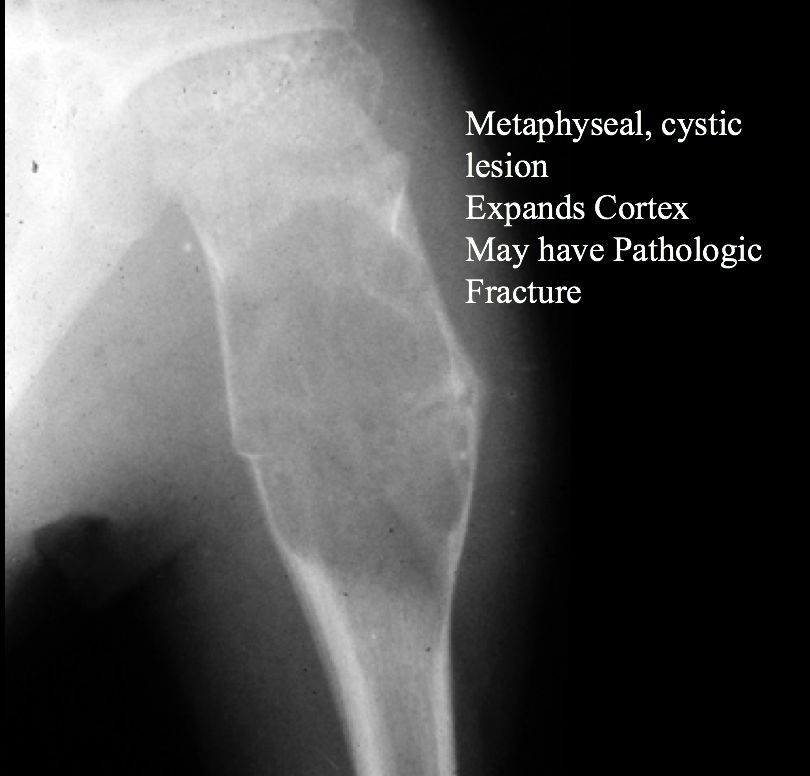 Metaphyseal, cystic
lesion
Expands Cortex
May have Pathologic
Fracture